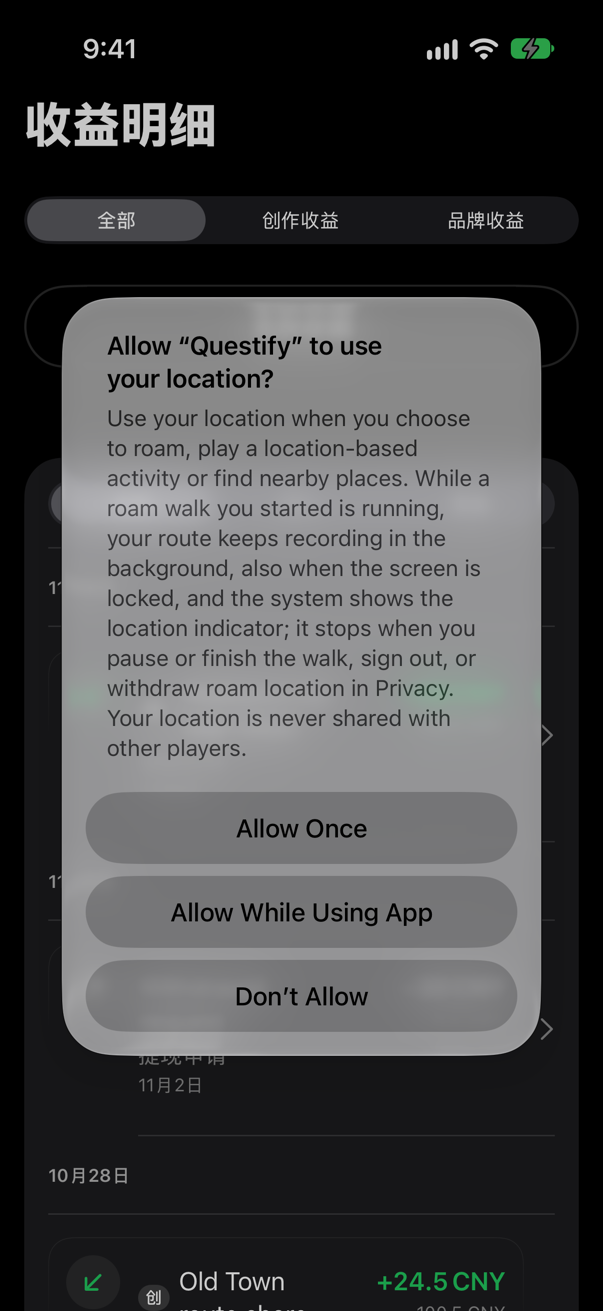 9:41
收益明细
全部
创作收益
品牌收益
Allow “Questify” to use
your location?
Use your location when you choose
to roam, play a location-based
activity or find nearby places. While a
roam walk you started is running,
your route keeps recording in the
background, also when the screen is
locked, and the system shows the
location indicator; it stops when you
pause or finish the walk, sign out, or
withdraw roam location in Privacy.
Your location is never shared with
other players.
Allow Once
Allow While Using App
Don’t Allow
提现申请
11月2日
10月28日
创
Old Town
+24.5 CNY